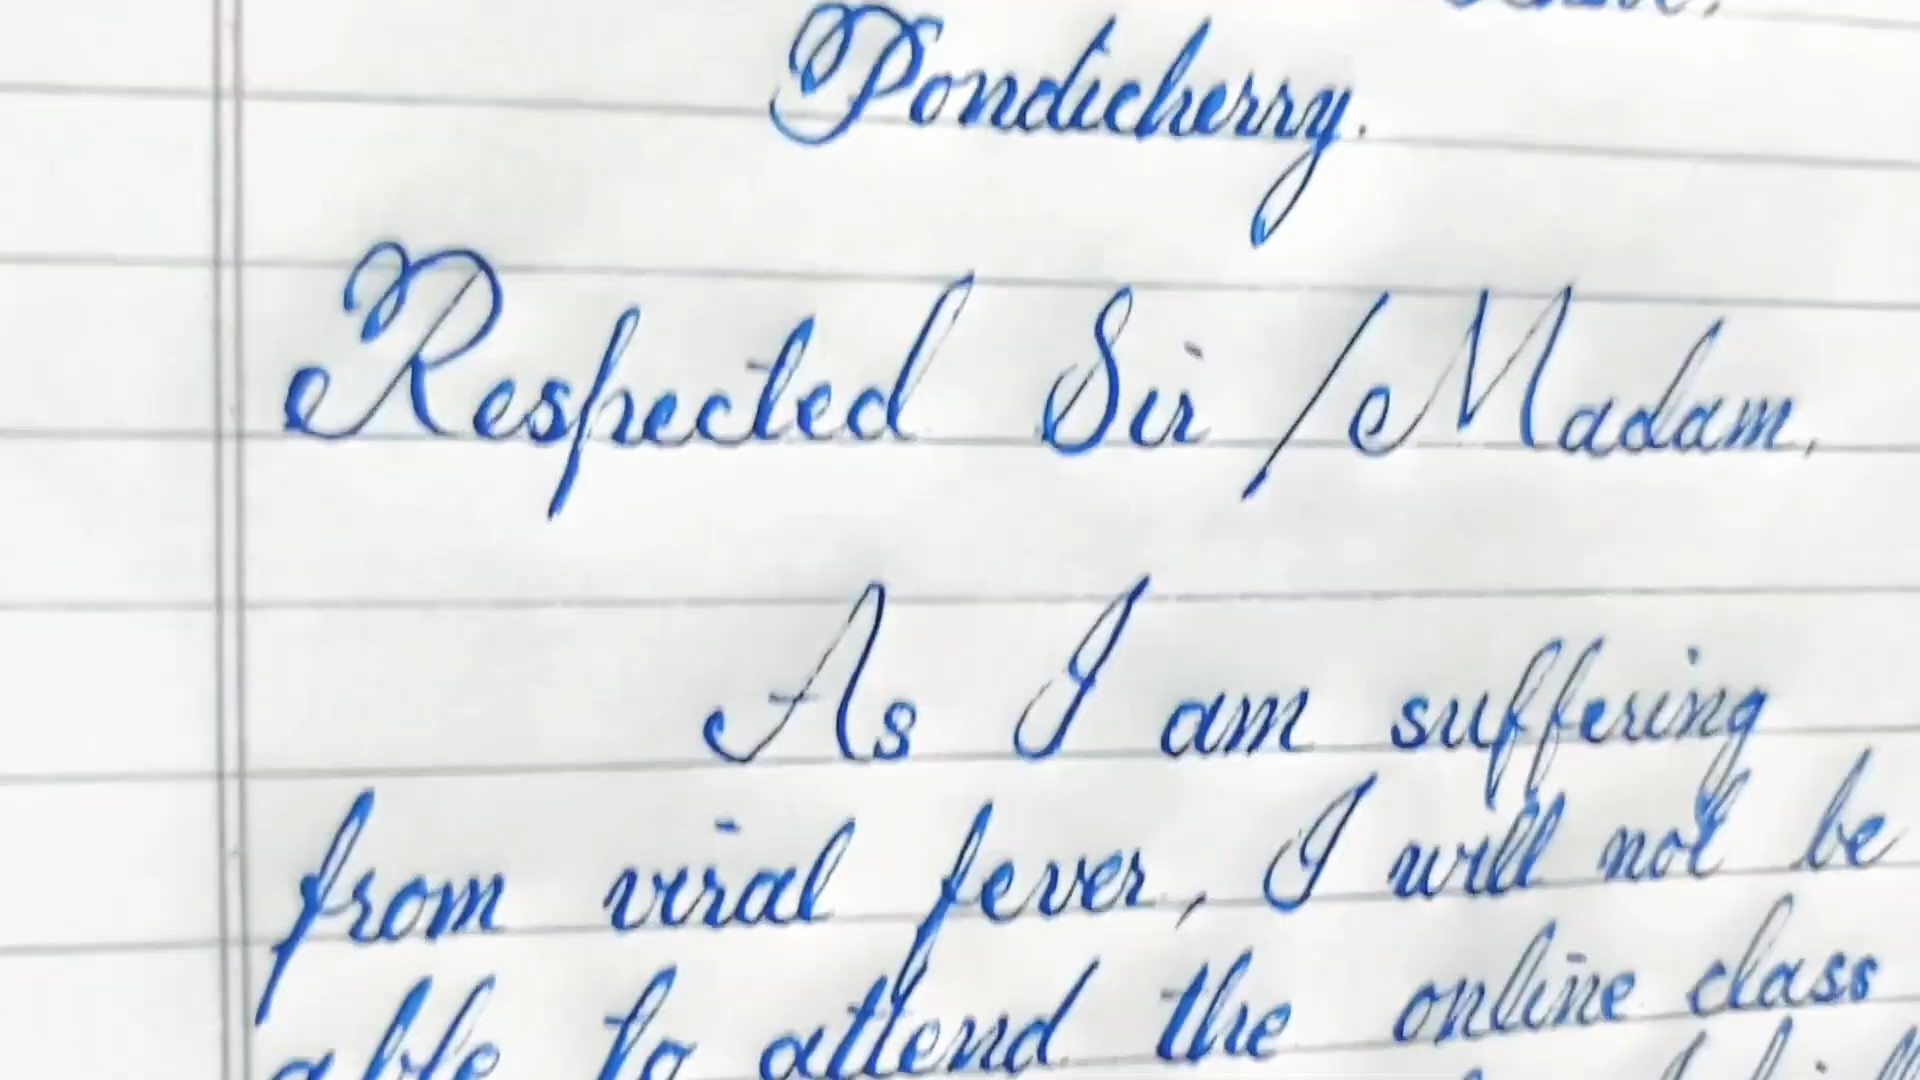 Pondicherry.
Respected Sir / Madam,
As I am suffering
from viral fever, I will not be
able to attend the online class